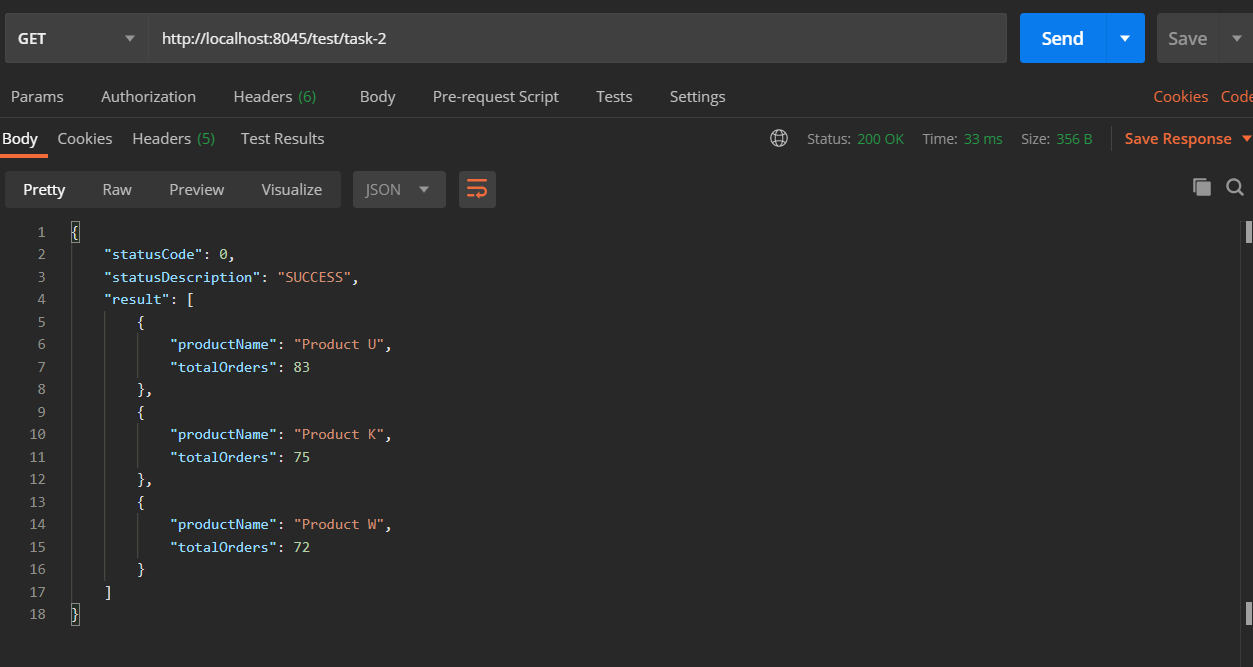 GET http://localhost:8045/test/task-2 Send Save
Params Authorization Headers (6) Body Pre-request Script Tests Settings Cookies Code
Body Cookies Headers (5) Test Results Status: 200 OK Time: 33 ms Size: 356 B Save Response
Pretty Raw Preview Visualize JSON
1 {
2 "statusCode": 0,
3 "statusDescription": "SUCCESS",
4 "result": [
5 {
6 "productName": "Product U",
7 "totalOrders": 83
8 },
9 {
10 "productName": "Product K",
11 "totalOrders": 75
12 },
13 {
14 "productName": "Product W",
15 "totalOrders": 72
16 }
17 ]
18 }